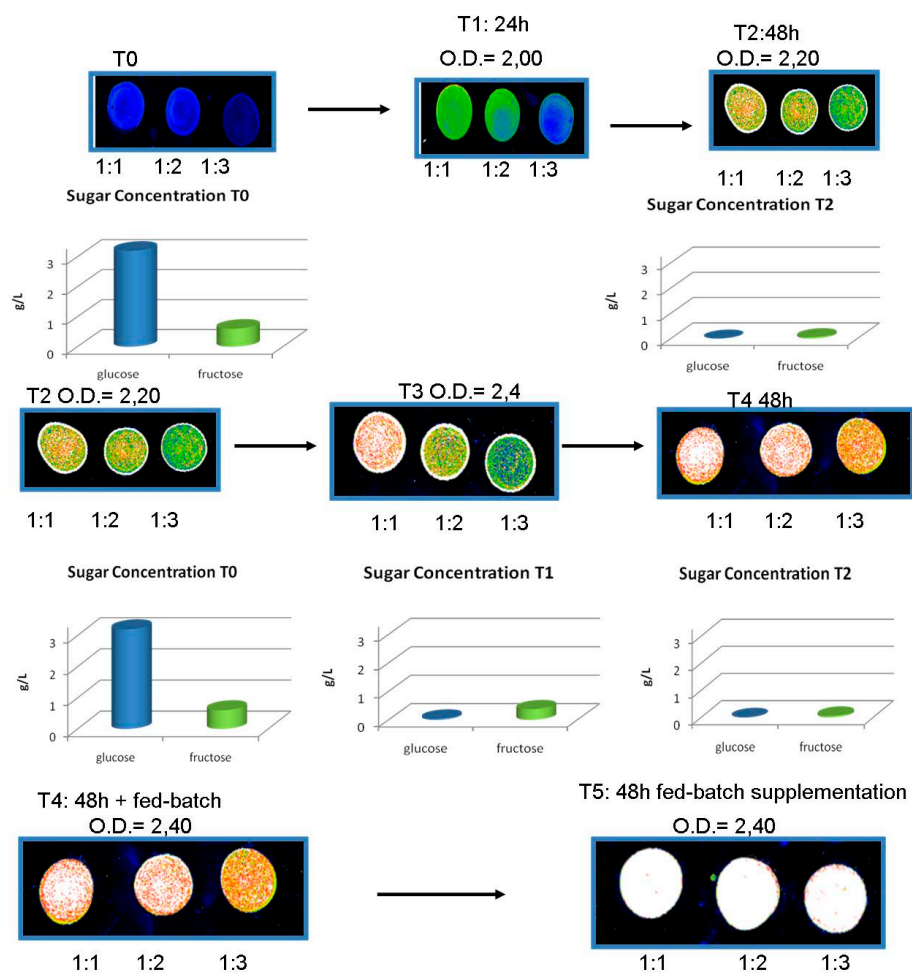 T0
T1: 24h
O.D.= 2,00
T2:48h
O.D.= 2,20
1:1 1:2 1:3
1:1 1:2 1:3
1:1 1:2 1:3
Sugar Concentration T0
g/L
3
2
1
0
glucose fructose
Sugar Concentration T2
g/L
3
2
1
0
glucose fructose
T2 O.D.= 2,20
T3 O.D.= 2,4
T4 48h
1:1 1:2 1:3
1:1 1:2 1:3
1:1 1:2 1:3
Sugar Concentration T0
g/L
3
2
1
0
glucose fructose
Sugar Concentration T1
g/L
3
2
1
0
glucose fructose
Sugar Concentration T2
g/L
3
2
1
0
glucose fructose
T4: 48h + fed-batch
O.D.= 2,40
T5: 48h fed-batch supplementation
O.D.= 2,40
1:1 1:2 1:3
1:1 1:2 1:3